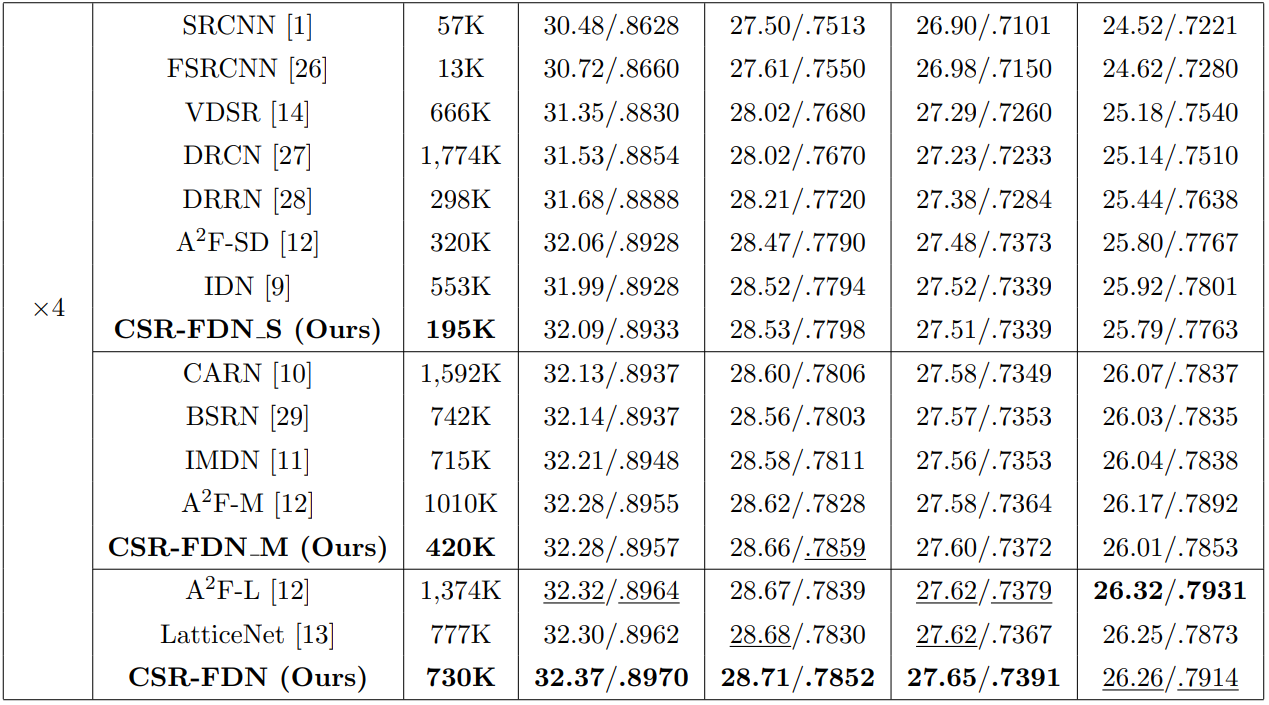 SRCNN [1] 57K 30.48/.8628 27.50/.7513 26.90/.7101 24.52/.7221
FSRCNN [26] 13K 30.72/.8660 27.61/.7550 26.98/.7150 24.62/.7280
VDSR [14] 666K 31.35/.8830 28.02/.7680 27.29/.7260 25.18/.7540
DRCN [27] 1,774K 31.53/.8854 28.02/.7670 27.23/.7233 25.14/.7510
DRRN [28] 298K 31.68/.8888 28.21/.7720 27.38/.7284 25.44/.7638
A²F-SD [12] 320K 32.06/.8928 28.47/.7790 27.48/.7373 25.80/.7767
IDN [9] 553K 31.99/.8928 28.52/.7794 27.52/.7339 25.92/.7801
×4
CSR-FDN_S (Ours) 195K 32.09/.8933 28.53/.7798 27.51/.7339 25.79/.7763
CARN [10] 1,592K 32.13/.8937 28.60/.7806 27.58/.7349 26.07/.7837
BSRN [29] 742K 32.14/.8937 28.56/.7803 27.57/.7353 26.03/.7835
IMDN [11] 715K 32.21/.8948 28.58/.7811 27.56/.7353 26.04/.7838
A²F-M [12] 1010K 32.28/.8955 28.62/.7828 27.58/.7364 26.17/.7892
CSR-FDN_M (Ours) 420K 32.28/.8957 28.66/.7859 27.60/.7372 26.01/.7853
A²F-L [12] 1,374K 32.32/.8964 28.67/.7839 27.62/.7379 26.32/.7931
LatticeNet [13] 777K 32.30/.8962 28.68/.7830 27.62/.7367 26.25/.7873
CSR-FDN (Ours) 730K 32.37/.8970 28.71/.7852 27.65/.7391 26.26/.7914